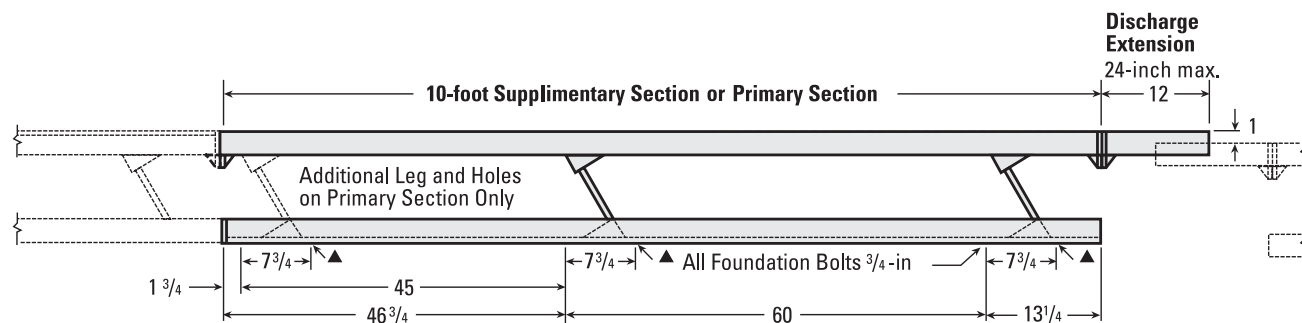 Discharge
Extension
24-inch max.
10-foot Supplimentary Section or Primary Section
12
1
Additional Leg and Holes
on Primary Section Only
7 3/4 ▲
7 3/4 ▲ All Foundation Bolts 3/4-in
7 3/4 ▲
1 3/4
45
46 3/4
60
13 1/4